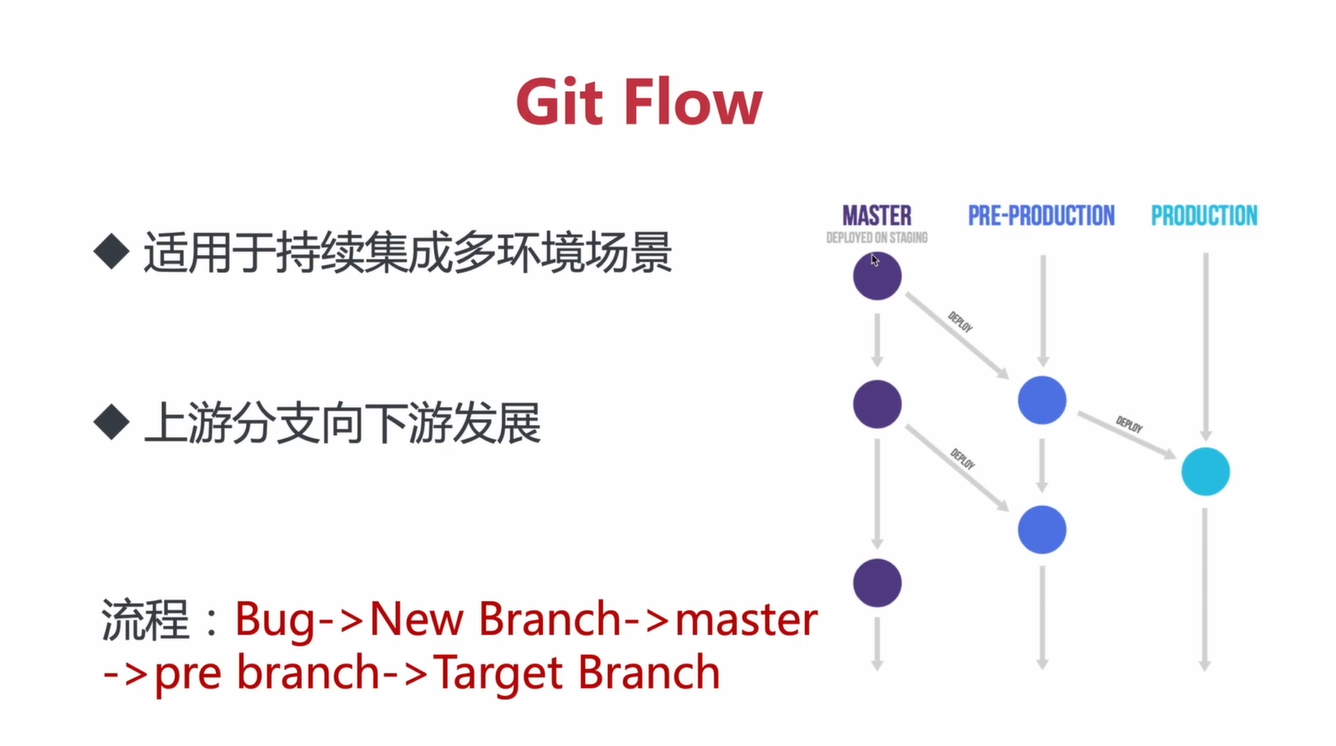 Git Flow
◆ 适用于持续集成多环境场景
◆ 上游分支向下游发展
流程：Bug->New Branch->master
->pre branch->Target Branch
MASTER
DEPLOYED ON STAGING
PRE-PRODUCTION
PRODUCTION
DEPLOY
DEPLOY
DEPLOY